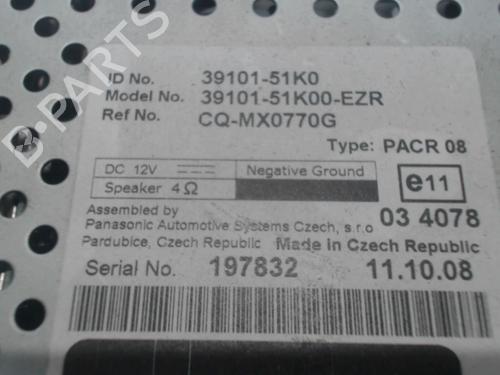 B-PARTS
ID No. 39101-51K0
Model No. 39101-51K00-EZR
Ref No. CQ-MX0770G
Type: PACR 08
DC 12V Negative Ground
Speaker 4Ω
e11
Assembled by 03 4078
Panasonic Automotive Systems Czech, s.r.o
Pardubice, Czech Republic Made in Czech Republic
Serial No. 197832 11.10.08